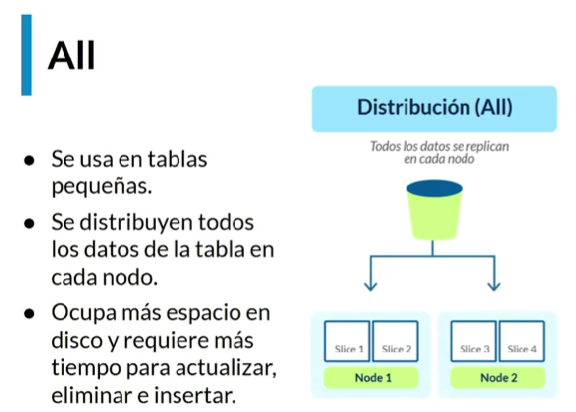 All
Se usa en tablas
pequeñas.
Se distribuyen todos
los datos de la tabla en
cada nodo.
Ocupa más espacio en
disco y requiere más
tiempo para actualizar,
eliminar e insertar.
Distribución (All)
Todos los datos se replican
en cada nodo
Slice 1
Slice 2
Slice 3
Slice 4
Node 1
Node 2